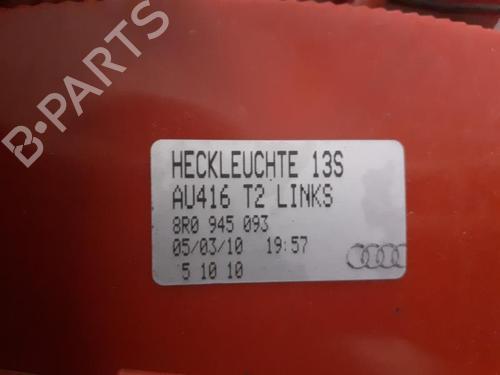 B-PARTS
HECKLEUCHTE 13S
AU416 T2 LINKS
8R0 945 093
05/03/10 19:57
5 10 10